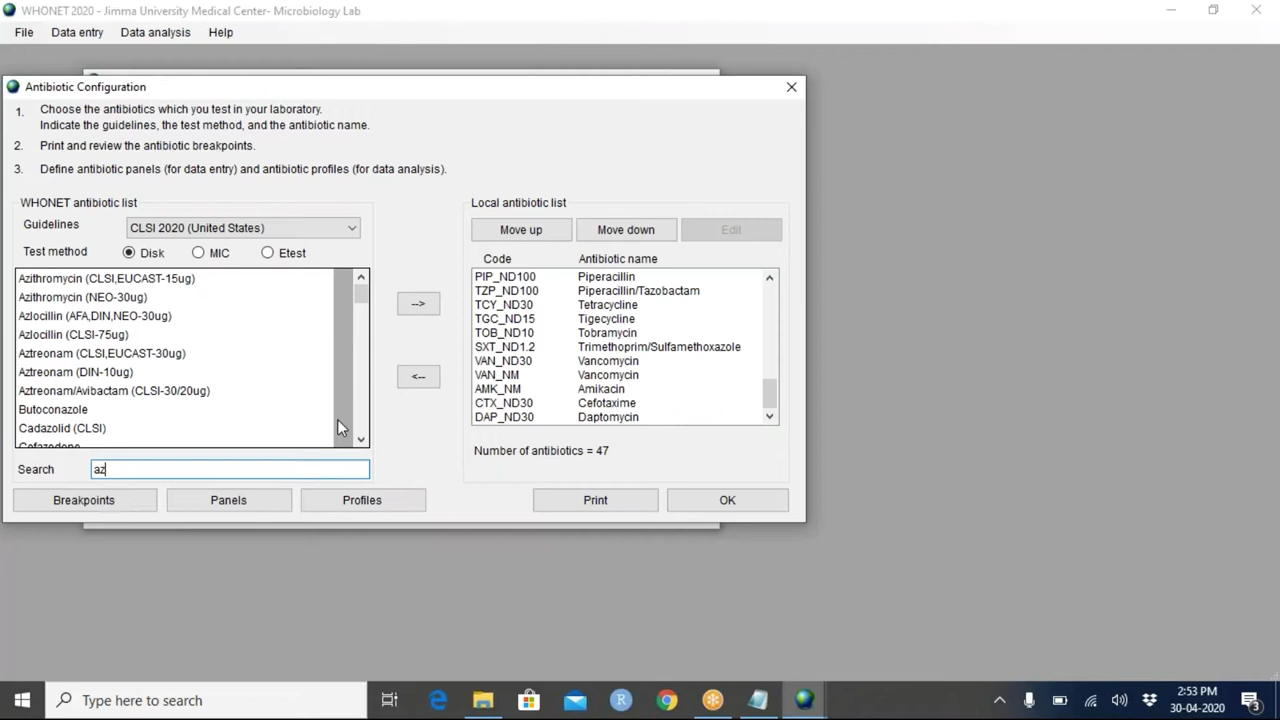 WHONET 2020 - Jimma University Medical Center- Microbiology Lab
File Data entry Data analysis Help
Antibiotic Configuration
1. Choose the antibiotics which you test in your laboratory.
Indicate the guidelines, the test method, and the antibiotic name.
2. Print and review the antibiotic breakpoints.
3. Define antibiotic panels (for data entry) and antibiotic profiles (for data analysis).
WHONET antibiotic list
Guidelines CLSI 2020 (United States)
Test method Disk MIC Etest
Azithromycin (CLSI,EUCAST-15ug)
Azithromycin (NEO-30ug)
Azlocillin (AFA,DIN,NEO-30ug)
Azlocillin (CLSI-75ug)
Aztreonam (CLSI,EUCAST-30ug)
Aztreonam (DIN-10ug)
Aztreonam/Avibactam (CLSI-30/20ug)
Butoconazole
Cadazolid (CLSI)
Cefazedone
Search az
Breakpoints Panels Profiles
-->
<--
Local antibiotic list
Move up Move down Edit
Code Antibiotic name
PIP_ND100 Piperacillin
TZP_ND100 Piperacillin/Tazobactam
TCY_ND30 Tetracycline
TGC_ND15 Tigecycline
TOB_ND10 Tobramycin
SXT_ND1.2 Trimethoprim/Sulfamethoxazole
VAN_ND30 Vancomycin
VAN_NM Vancomycin
AMK_NM Amikacin
CTX_ND30 Cefotaxime
DAP_ND30 Daptomycin
Number of antibiotics = 47
Print OK
Type here to search
R
2:53 PM
30-04-2020
3